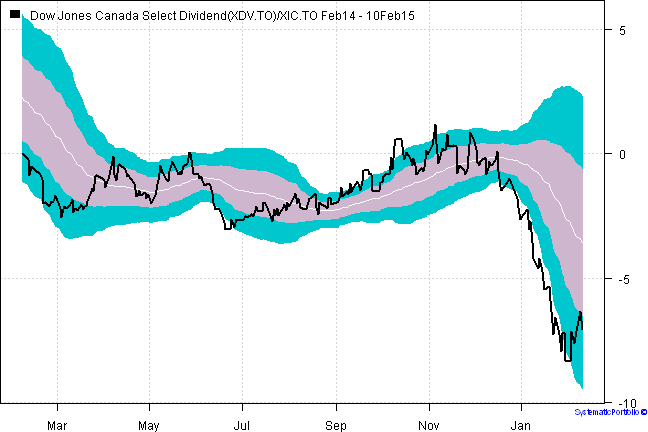 Dow Jones Canada Select Dividend(XDV.TO)/XIC.TO Feb14 - 10Feb15
5
0
-5
-10
SystematicPortfolio ©
Mar May Jul Sep Nov Jan